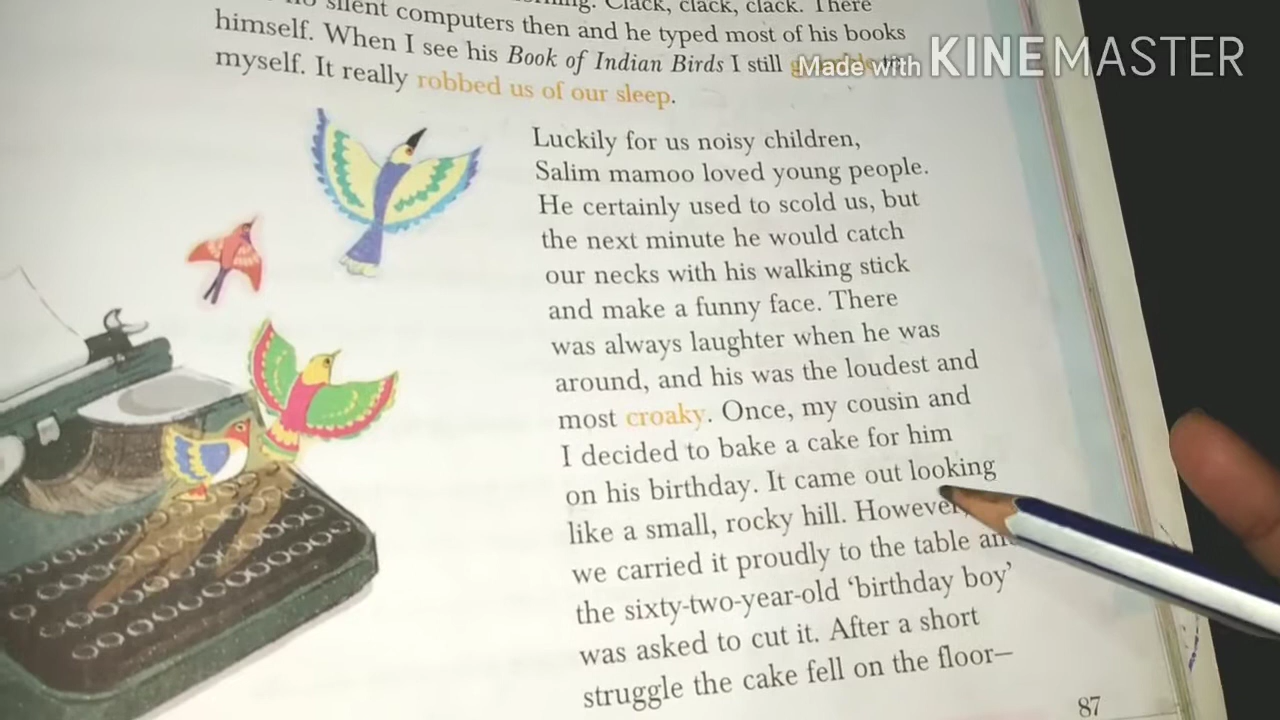 Clack, clack, clack. There
silent computers then and he typed most of his books
himself. When I see his Book of Indian Birds I still
myself. It really robbed us of our sleep.
Made with KINEMASTER
Luckily for us noisy children,
Salim mamoo loved young people.
He certainly used to scold us, but
the next minute he would catch
our necks with his walking stick
and make a funny face. There
was always laughter when he was
around, and his was the loudest and
most croaky. Once, my cousin and
I decided to bake a cake for him
on his birthday. It came out looking
like a small, rocky hill. However,
we carried it proudly to the table and
the sixty-two-year-old ‘birthday boy’
was asked to cut it. After a short
struggle the cake fell on the floor—
87